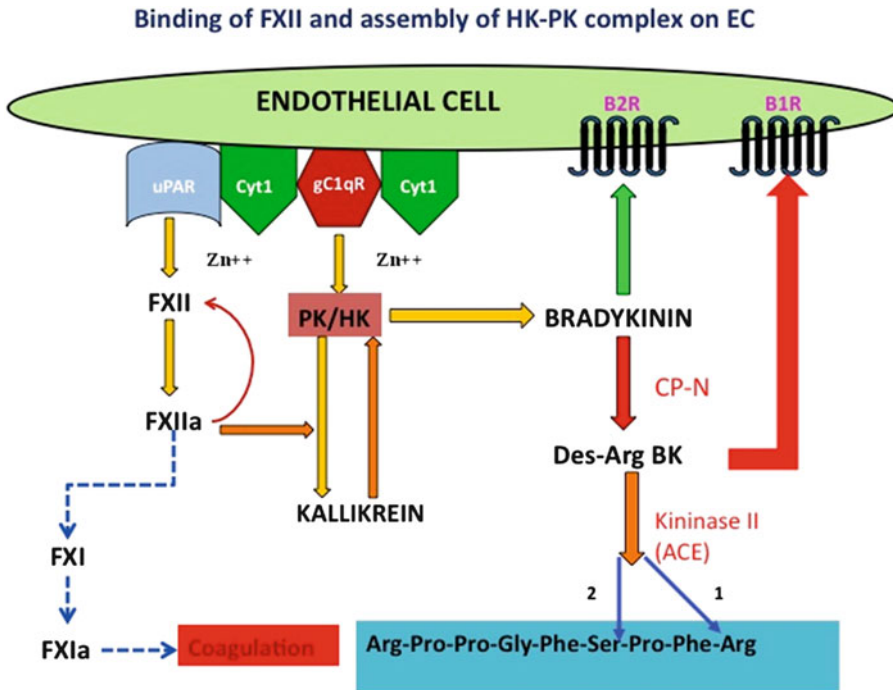 Binding of FXII and assembly of HK-PK complex on EC
ENDOTHELIAL CELL
B2R
B1R
uPAR
Cyt1
gC1qR
Cyt1
Zn++
Zn++
FXII
PK/HK
BRADYKININ
CP-N
FXIIa
Des-Arg BK
KALLIKREIN
Kininase II
(ACE)
FXI
2
1
FXIa
Coagulation
Arg-Pro-Pro-Gly-Phe-Ser-Pro-Phe-Arg